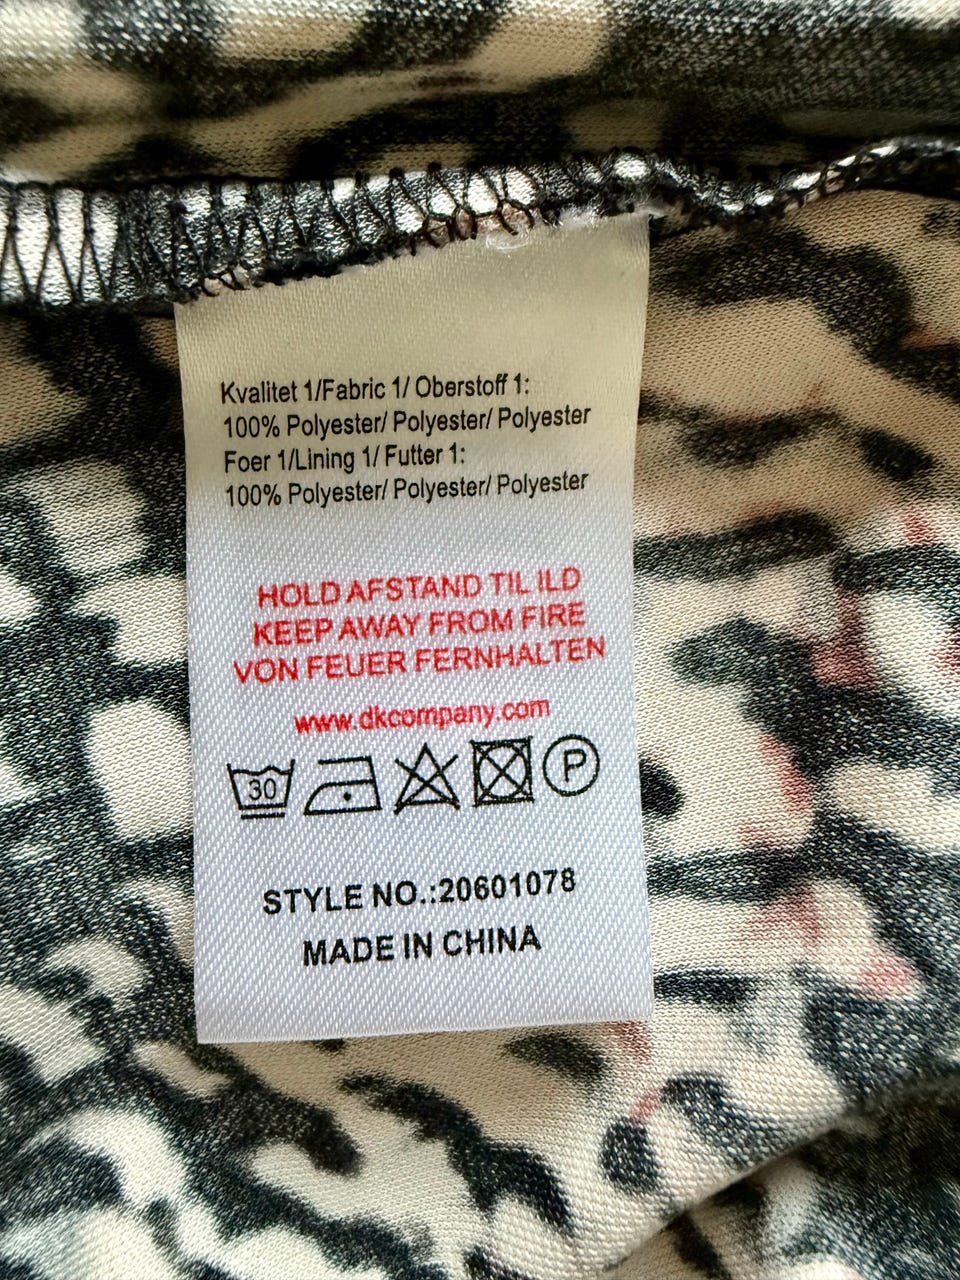 Kvalitet 1/Fabric 1/ Oberstoff 1:
100% Polyester/ Polyester/ Polyester
Foer 1/Lining 1/ Futter 1:
100% Polyester/ Polyester/ Polyester
HOLD AFSTAND TIL ILD
KEEP AWAY FROM FIRE
VON FEUER FERNHALTEN
www.dkcompany.com
30 P
STYLE NO.:20601078
MADE IN CHINA